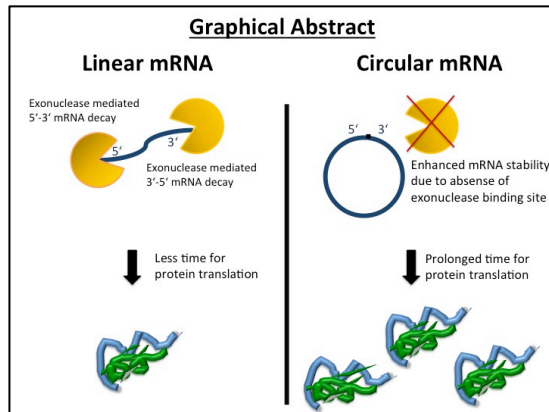 Graphical Abstract
Linear mRNA
Exonuclease mediated
5'-3' mRNA decay
5'
3'
Exonuclease mediated
3'-5' mRNA decay
Less time for
protein translation
Circular mRNA
5' 3'
Enhanced mRNA stability
due to absense of
exonuclease binding site
Prolonged time for
protein translation